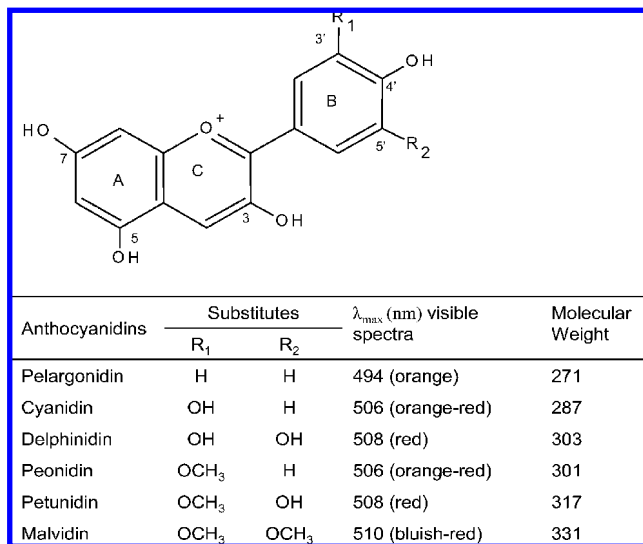 R₁
3'
OH
4'
B
5'
R₂
O⁺
HO
7
C
A
3
OH
5
OH
Anthocyanidins Substitutes λmax (nm) visible spectra Molecular Weight
R₁ R₂
Pelargonidin H H 494 (orange) 271
Cyanidin OH H 506 (orange-red) 287
Delphinidin OH OH 508 (red) 303
Peonidin OCH₃ H 506 (orange-red) 301
Petunidin OCH₃ OH 508 (red) 317
Malvidin OCH₃ OCH₃ 510 (bluish-red) 331